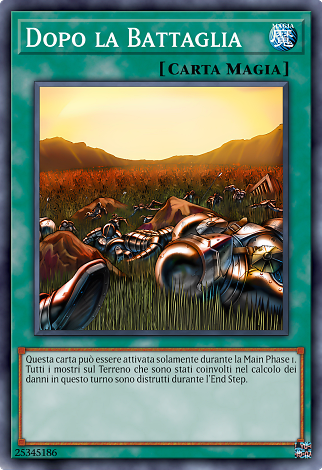 Dopo la Battaglia
MAGIA
[Carta Magia]
Questa carta può essere attivata solamente durante la Main Phase 1.
Tutti i mostri sul Terreno che sono stati coinvolti nel calcolo dei
danni in questo turno sono distrutti durante l'End Step.
25345186